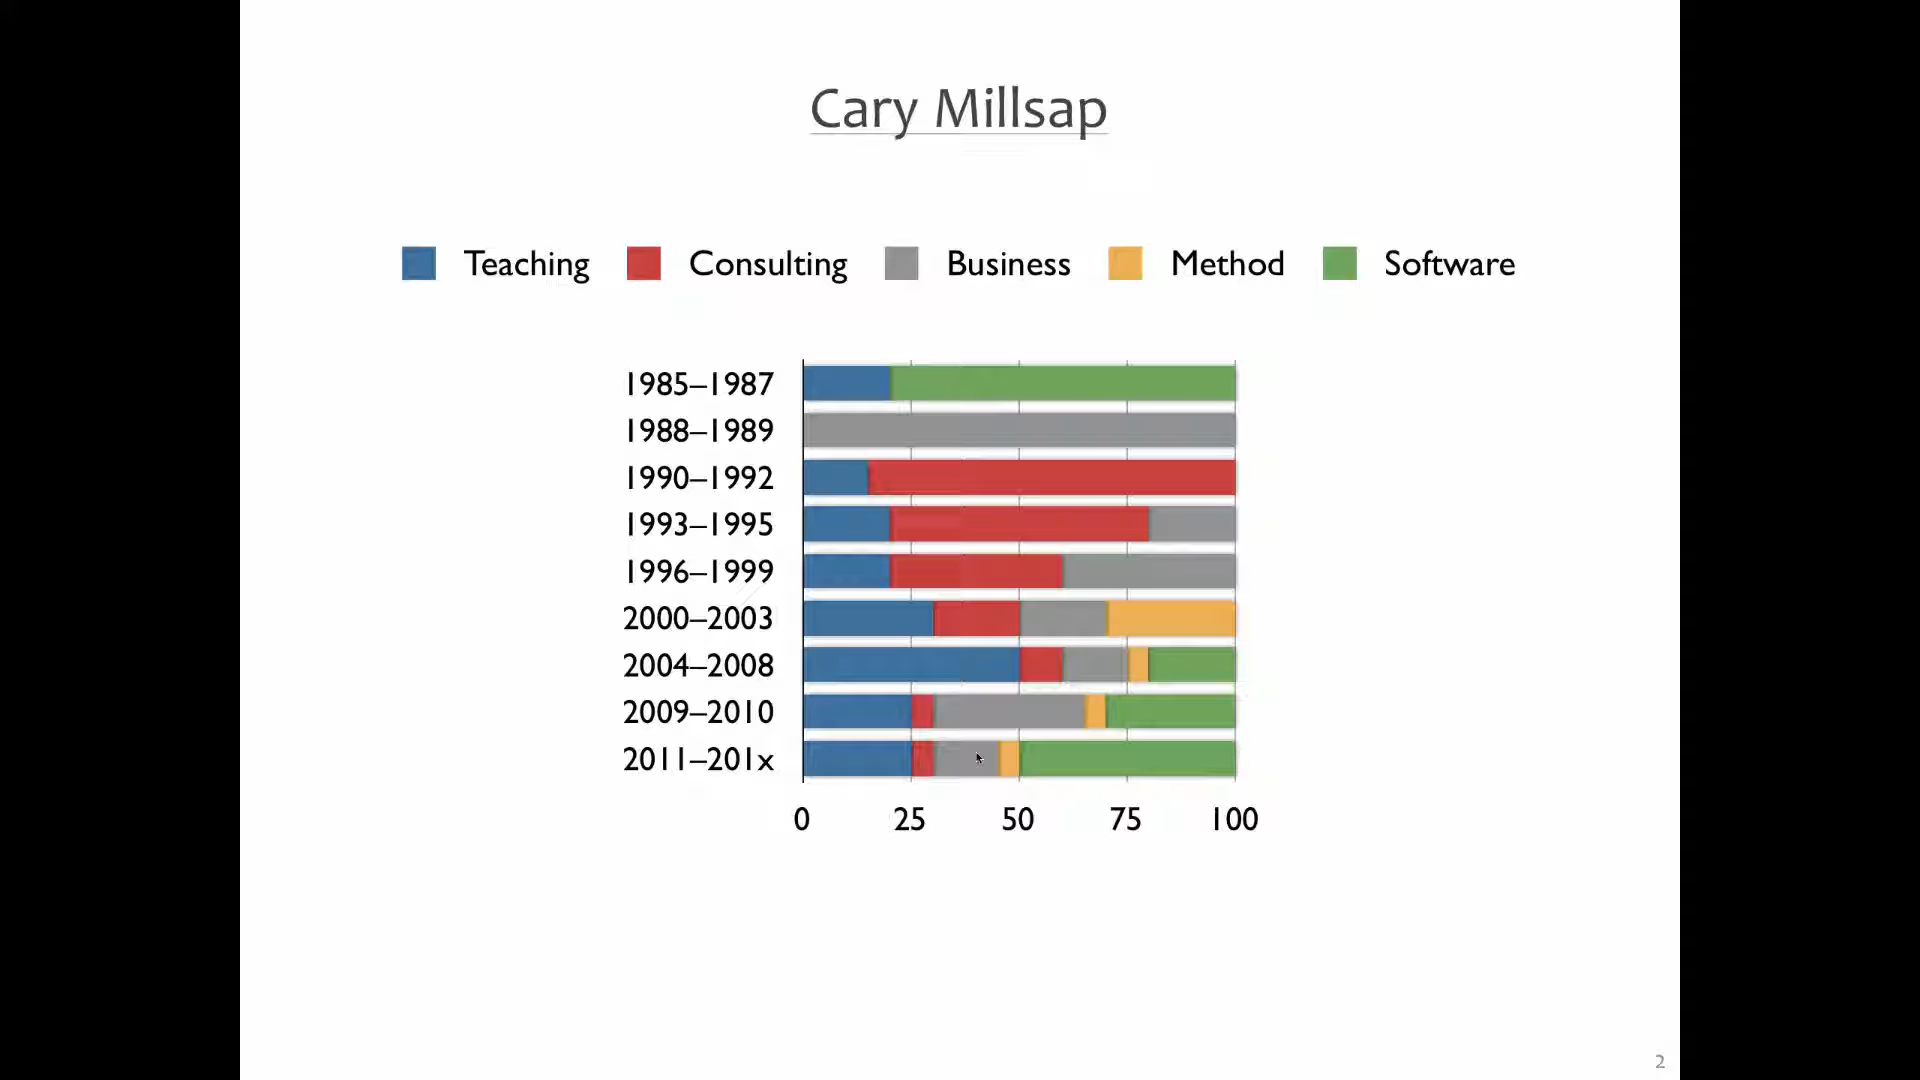 Cary Millsap
Teaching Consulting Business Method Software
1985–1987
1988–1989
1990–1992
1993–1995
1996–1999
2000–2003
2004–2008
2009–2010
2011–201x
0 25 50 75 100
2